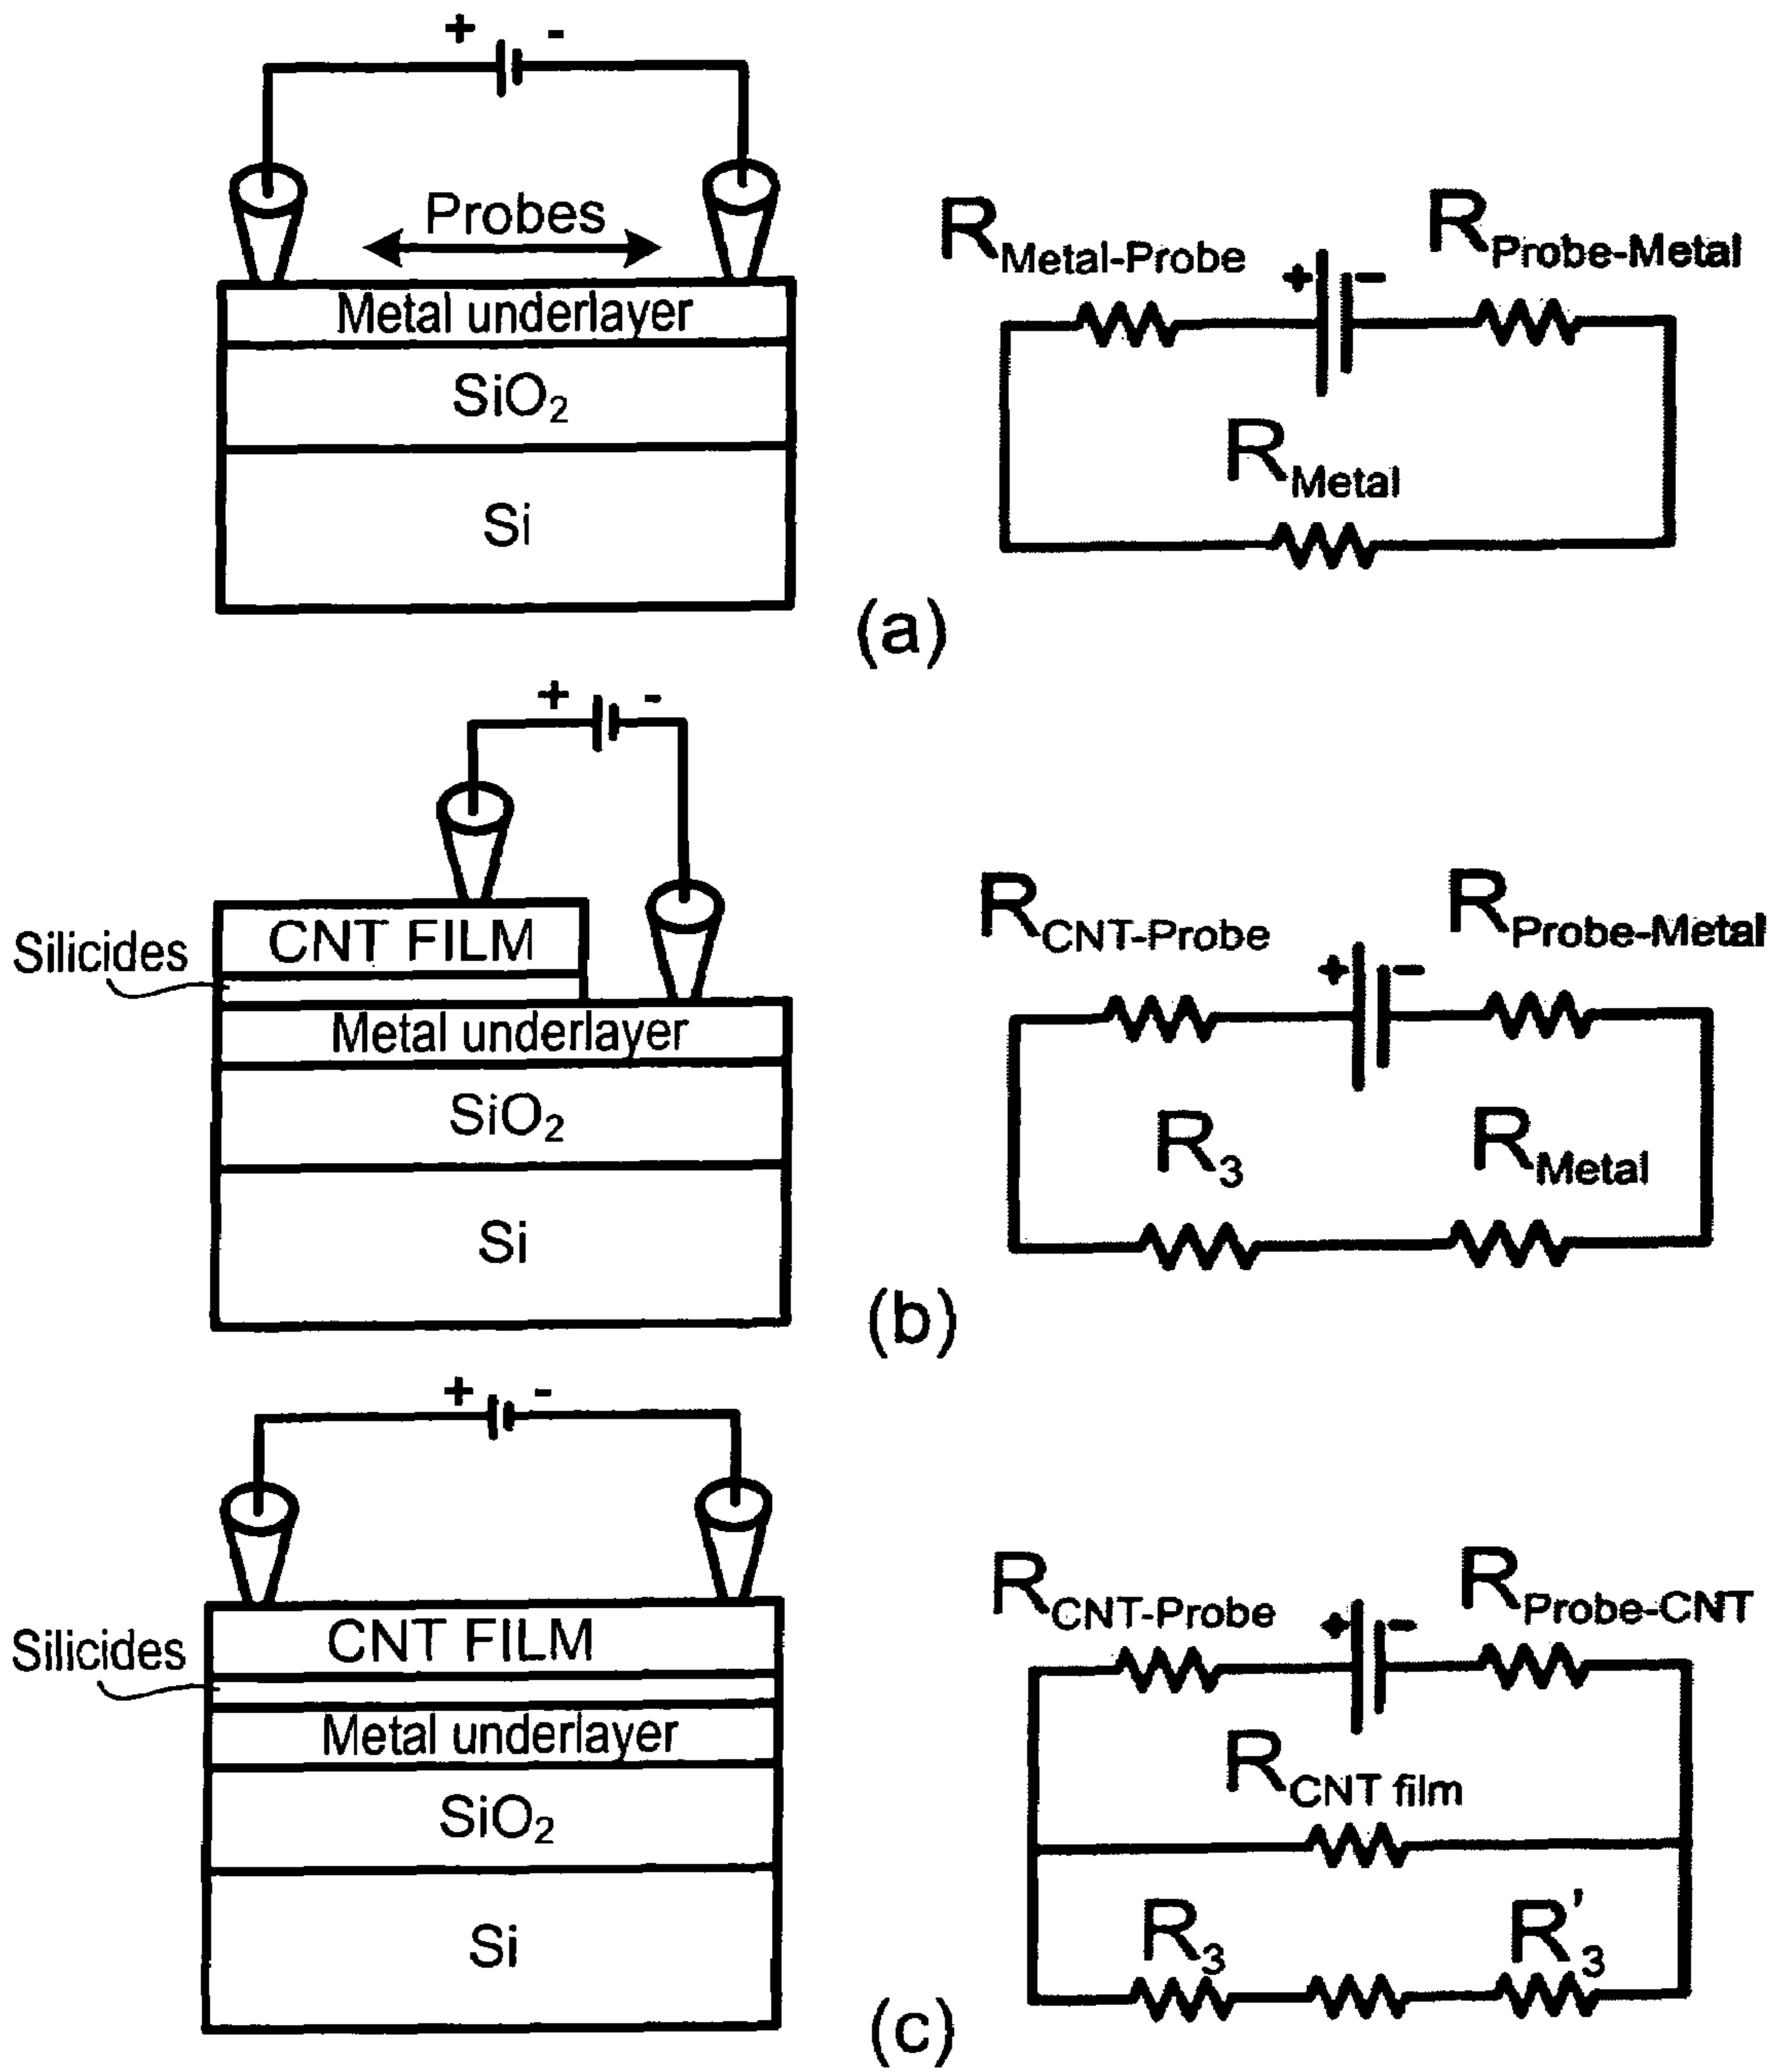 + -
Probes
Metal underlayer
SiO2
Si
RMetal-Probe
RProbe-Metal
+ -
RMetal
(a)
+ -
CNT FILM
Silicides
Metal underlayer
SiO2
Si
RCNT-Probe
RProbe-Metal
+ -
R3
RMetal
(b)
+ -
CNT FILM
Silicides
Metal underlayer
SiO2
Si
RCNT-Probe
RProbe-CNT
+ -
RCNT film
R3
R'3
(c)